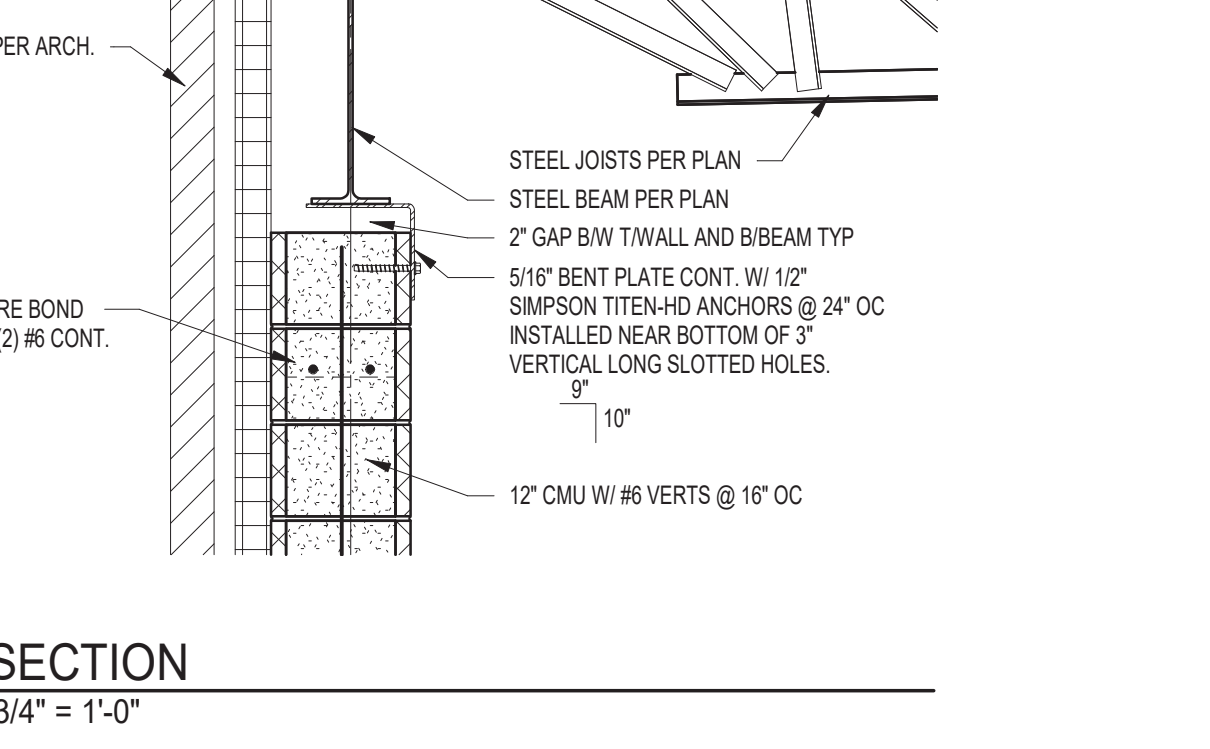 PER ARCH.
STEEL JOISTS PER PLAN
STEEL BEAM PER PLAN
2" GAP B/W T/WALL AND B/BEAM TYP
5/16" BENT PLATE CONT. W/ 1/2"
SIMPSON TITEN-HD ANCHORS @ 24" OC
INSTALLED NEAR BOTTOM OF 3"
VERTICAL LONG SLOTTED HOLES.
9"
10"
RE BOND
(2) #6 CONT.
12" CMU W/ #6 VERTS @ 16" OC
SECTION
3/4" = 1'-0"